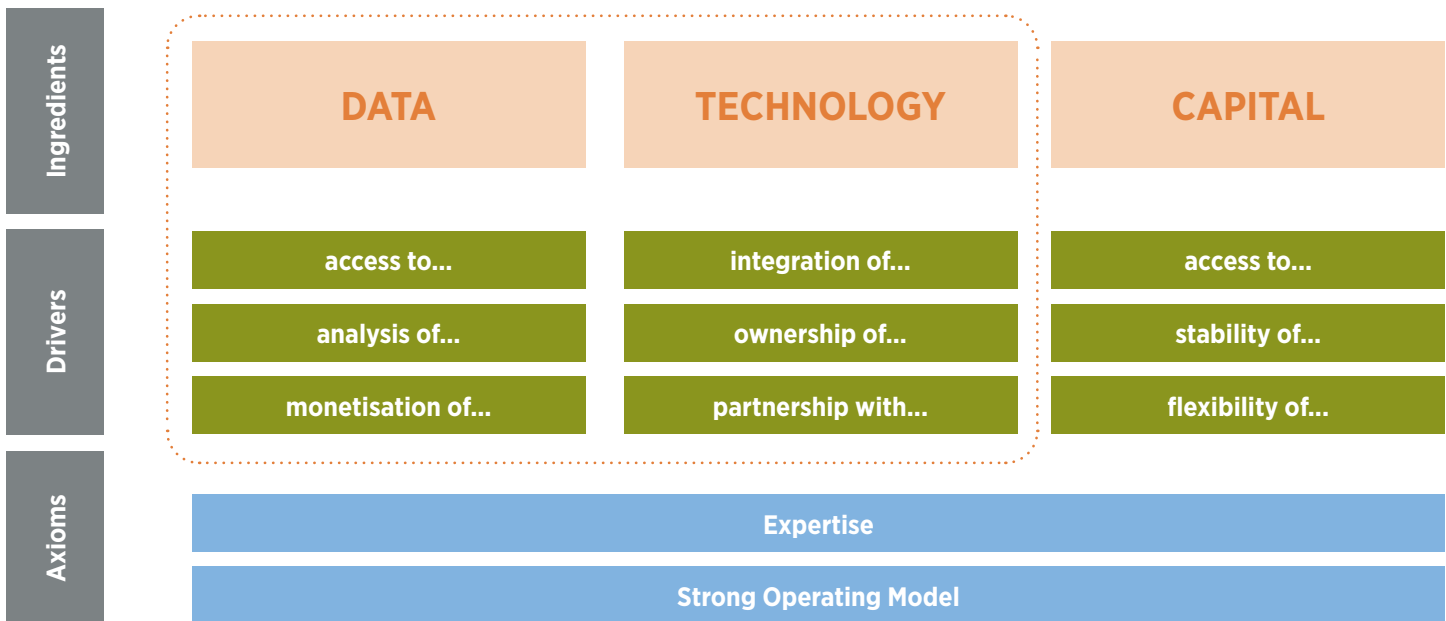 Ingredients
DATA
TECHNOLOGY
CAPITAL
Drivers
access to...
integration of...
access to...
analysis of...
ownership of...
stability of...
monetisation of...
partnership with...
flexibility of...
Axioms
Expertise
Strong Operating Model